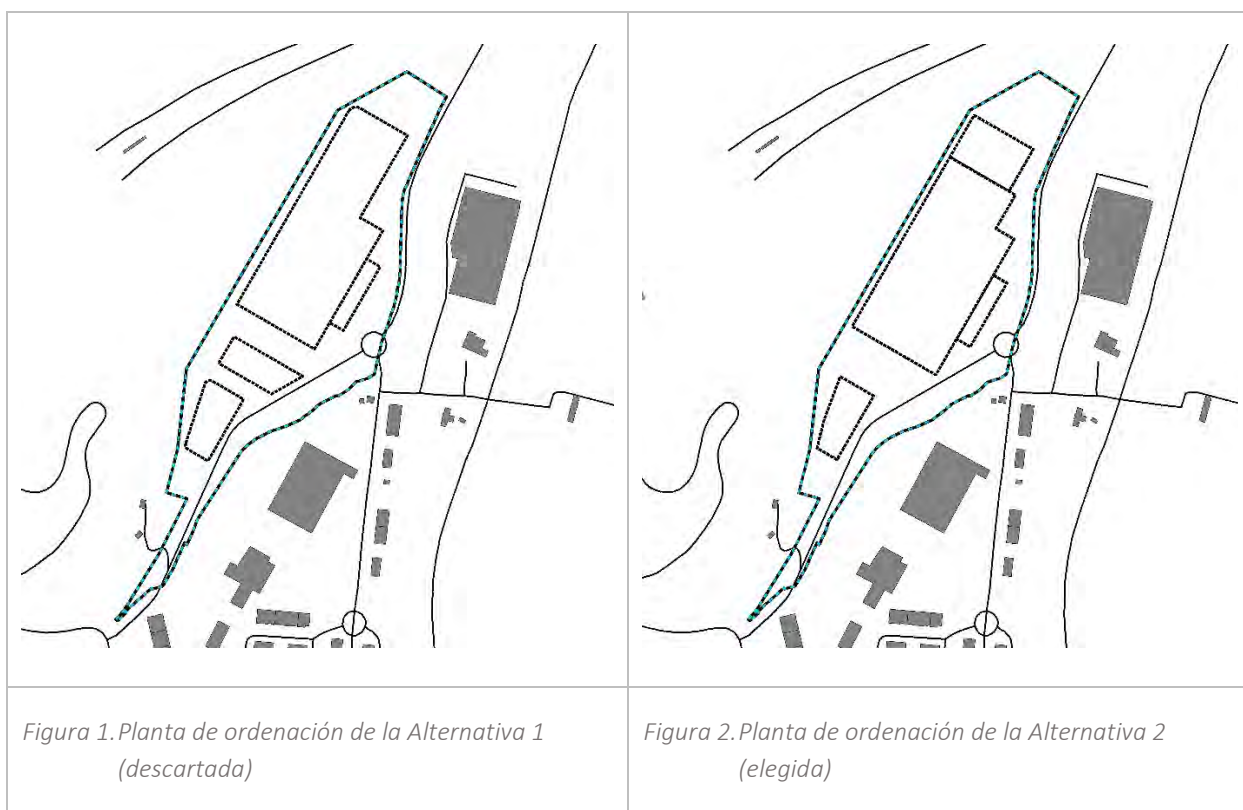 Figura 1. Planta de ordenación de la Alternativa 1
(descartada)
Figura 2. Planta de ordenación de la Alternativa 2
(elegida)